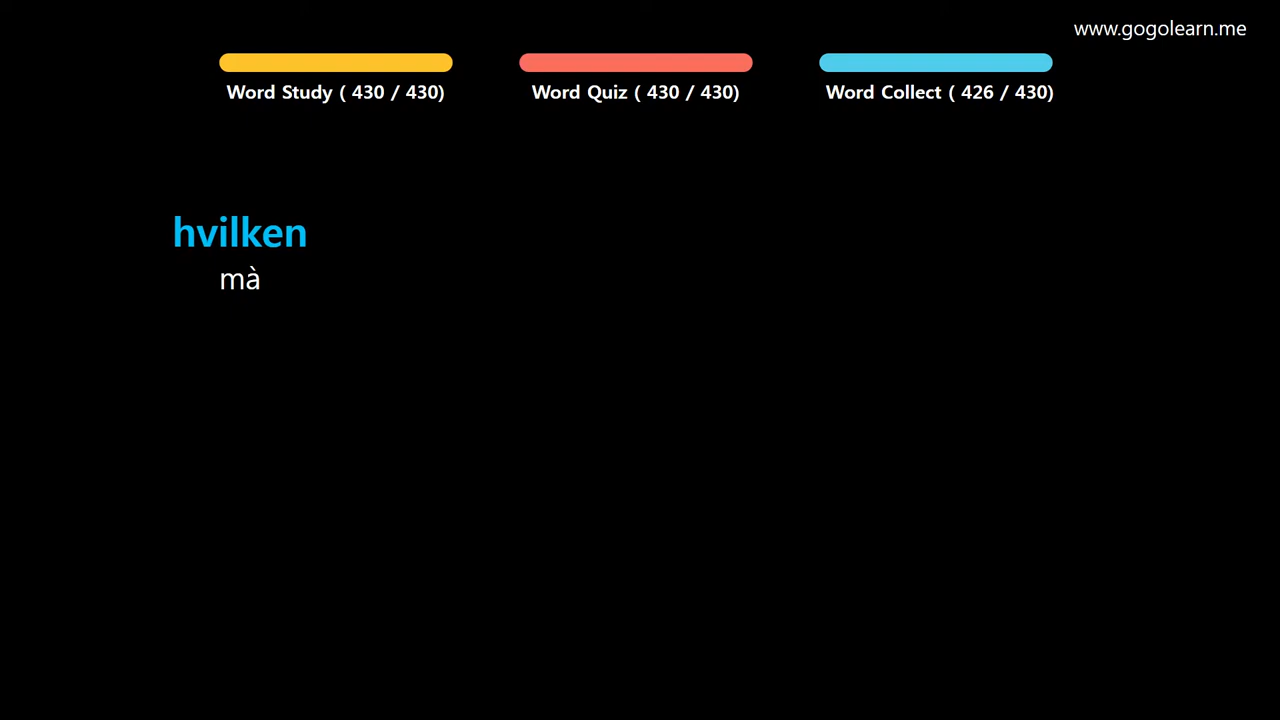 www.gogolearn.me
Word Study ( 430 / 430)
Word Quiz ( 430 / 430)
Word Collect ( 426 / 430)
hvilken
mà